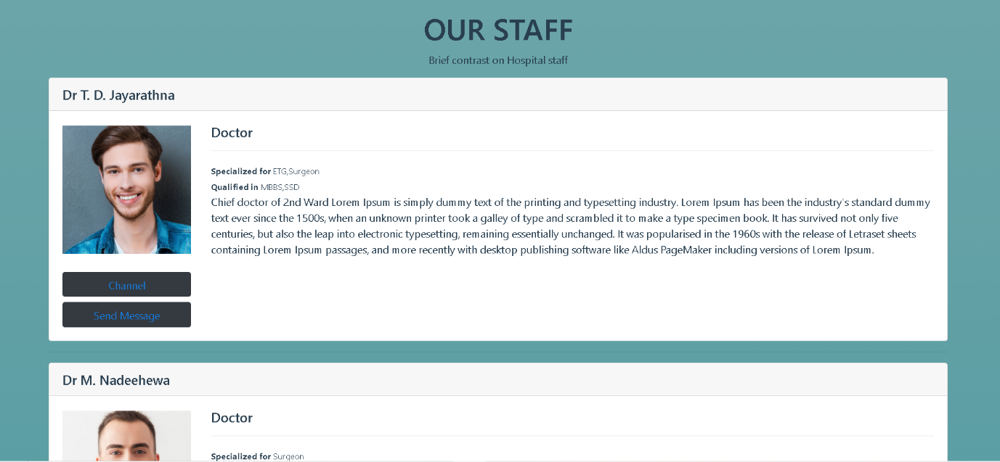 OUR STAFF
Brief contrast on Hospital staff
Dr T. D. Jayarathna
Doctor
Specialized for ETG,Surgeon
Qualified in MBBS,SSD
Chief doctor of 2nd Ward Lorem Ipsum is simply dummy text of the printing and typesetting industry. Lorem Ipsum has been the industry's standard dummy
text ever since the 1500s, when an unknown printer took a galley of type and scrambled it to make a type specimen book. It has survived not only five
centuries, but also the leap into electronic typesetting, remaining essentially unchanged. It was popularised in the 1960s with the release of Letraset sheets
containing Lorem Ipsum passages, and more recently with desktop publishing software like Aldus PageMaker including versions of Lorem Ipsum.
Channel
Send Message
Dr M. Nadeehewa
Doctor
Specialized for Surgeon